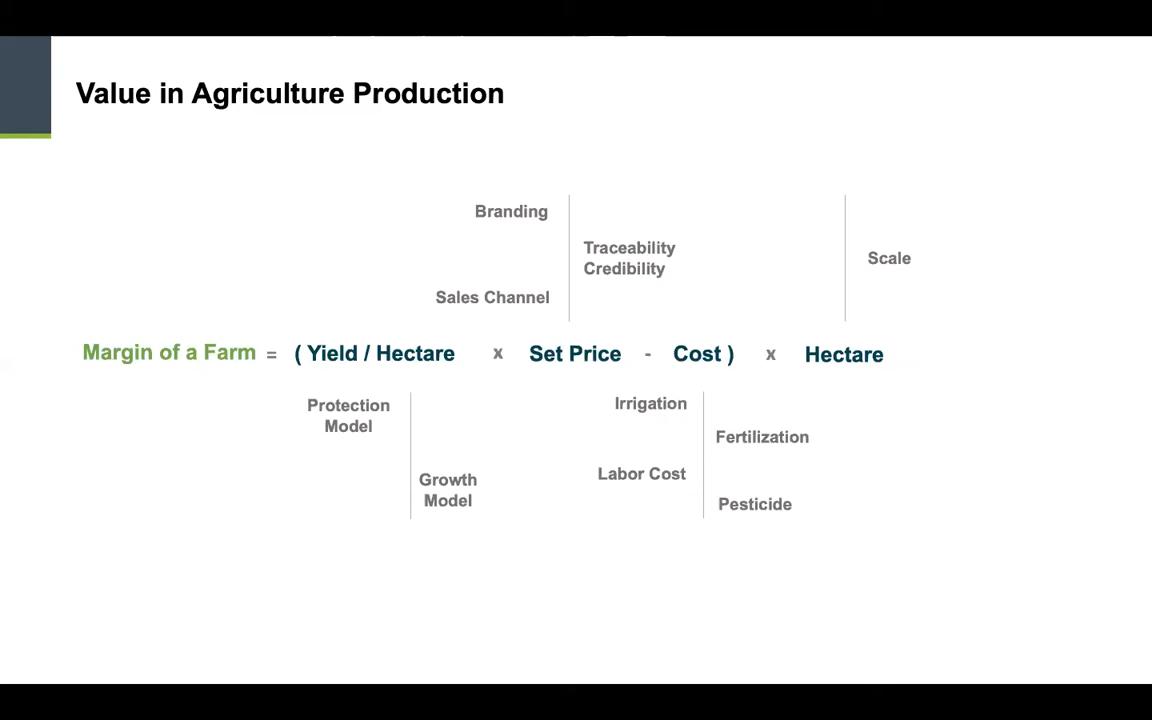 Value in Agriculture Production
Branding
Traceability
Credibility
Scale
Sales Channel
Margin of a Farm = ( Yield / Hectare x Set Price - Cost ) x Hectare
Protection
Model
Irrigation
Fertilization
Labor Cost
Growth
Model
Pesticide